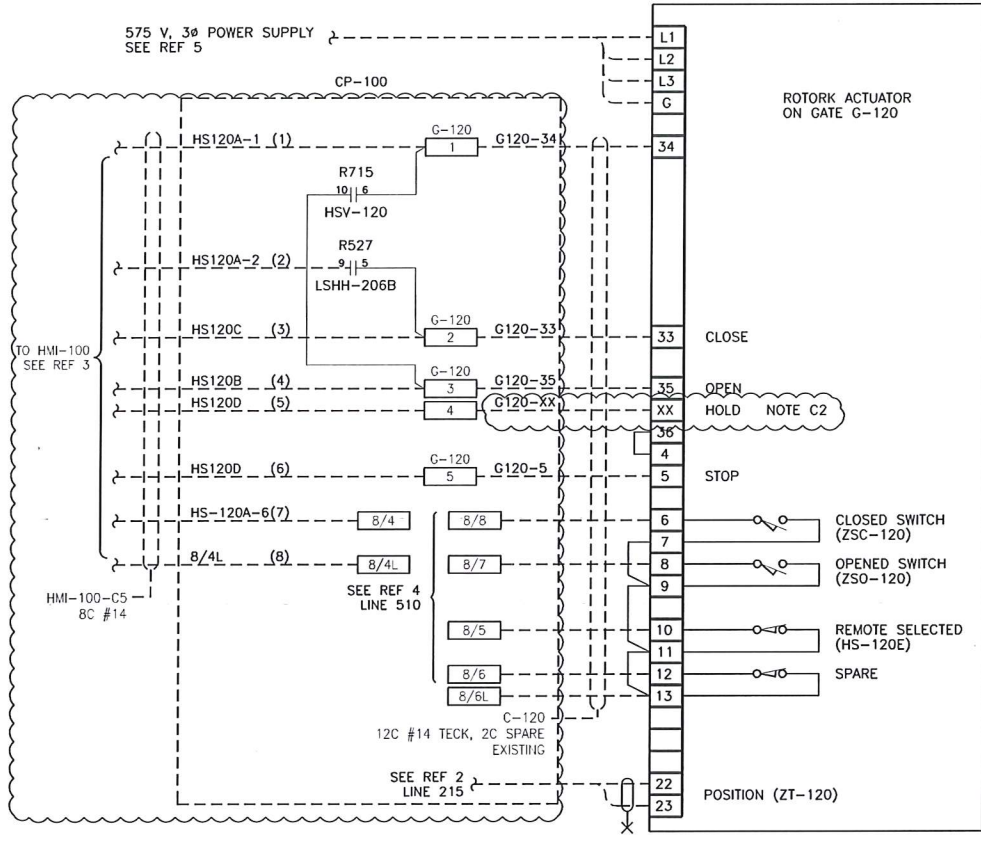 575 V, 3ø POWER SUPPLY
SEE REF 5
L1
L2
L3
G
ROTORK ACTUATOR
ON GATE G-120
CP-100
HS120A-1 (1)
G-120
1
G120-34
34
R715
10 6
HSV-120
HS120A-2 (2)
R527
9 5
LSHH-206B
HS120C (3)
G-120
2
G120-33
33
CLOSE
TO HMI-100
SEE REF 3
HS120B (4)
G-120
3
G120-35
35
OPEN
HS120D (5)
4
G120-XX
XX
HOLD NOTE C2
36
4
HS120D (6)
G-120
5
G120-5
5
STOP
HS-120A-6(7)
8/4
8/8
6
7
CLOSED SWITCH
(ZSC-120)
8/4L (8)
8/4L
8/7
8
9
OPENED SWITCH
(ZSO-120)
HMI-100-C5
8C #14
SEE REF 4
LINE 510
8/5
10
11
REMOTE SELECTED
(HS-120E)
8/6
12
SPARE
8/6L
13
C-120
12C #14 TECK, 2C SPARE
EXISTING
SEE REF 2
LINE 215
22
23
POSITION (ZT-120)